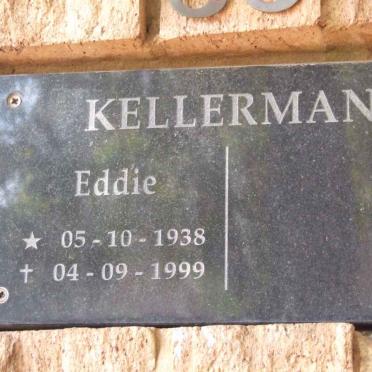 KELLERMAN
Eddie
★ 05 - 10 - 1938
✝ 04 - 09 - 1999